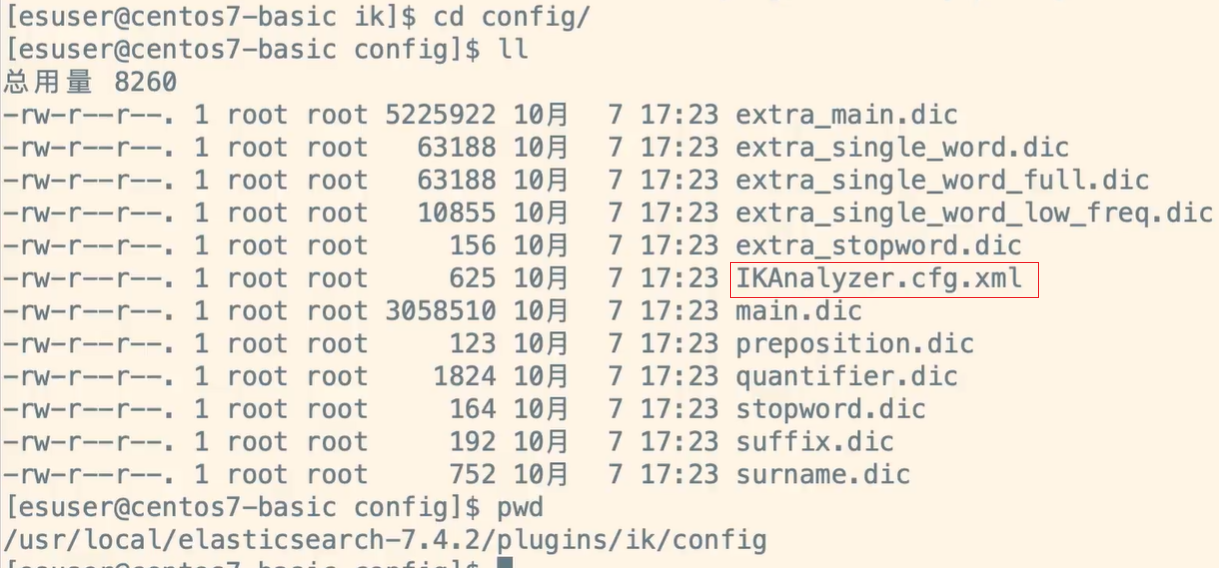 [esuser@centos7-basic ik]$ cd config/
[esuser@centos7-basic config]$ ll
总用量 8260
-rw-r--r--. 1 root root 5225922 10月  7 17:23 extra_main.dic
-rw-r--r--. 1 root root   63188 10月  7 17:23 extra_single_word.dic
-rw-r--r--. 1 root root   63188 10月  7 17:23 extra_single_word_full.dic
-rw-r--r--. 1 root root   10855 10月  7 17:23 extra_single_word_low_freq.dic
-rw-r--r--. 1 root root     156 10月  7 17:23 extra_stopword.dic
-rw-r--r--. 1 root root     625 10月  7 17:23 IKAnalyzer.cfg.xml
-rw-r--r--. 1 root root 3058510 10月  7 17:23 main.dic
-rw-r--r--. 1 root root     123 10月  7 17:23 preposition.dic
-rw-r--r--. 1 root root    1824 10月  7 17:23 quantifier.dic
-rw-r--r--. 1 root root     164 10月  7 17:23 stopword.dic
-rw-r--r--. 1 root root     192 10月  7 17:23 suffix.dic
-rw-r--r--. 1 root root     752 10月  7 17:23 surname.dic
[esuser@centos7-basic config]$ pwd
/usr/local/elasticsearch-7.4.2/plugins/ik/config
[esuser@centos7-basic config]$